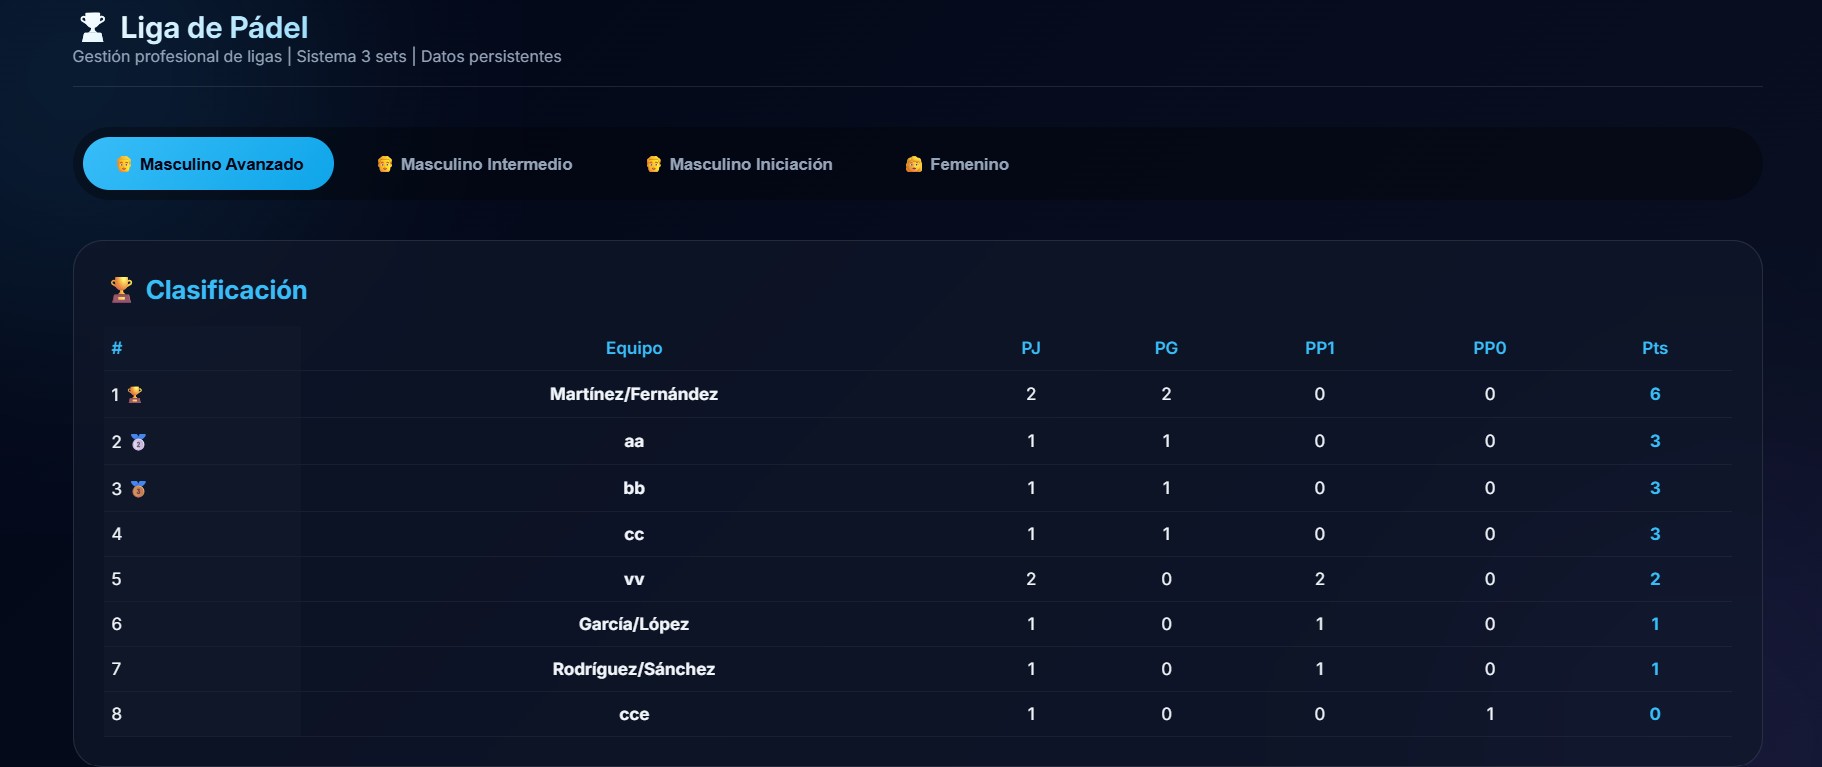 Liga de Pádel
Gestión profesional de ligas | Sistema 3 sets | Datos persistentes
Masculino Avanzado Masculino Intermedio Masculino Iniciación Femenino
Clasificación
# Equipo PJ PG PP1 PP0 Pts
1 Martínez/Fernández 2 2 0 0 6
2 aa 1 1 0 0 3
3 bb 1 1 0 0 3
4 cc 1 1 0 0 3
5 vv 2 0 2 0 2
6 García/López 1 0 1 0 1
7 Rodríguez/Sánchez 1 0 1 0 1
8 cce 1 0 0 1 0